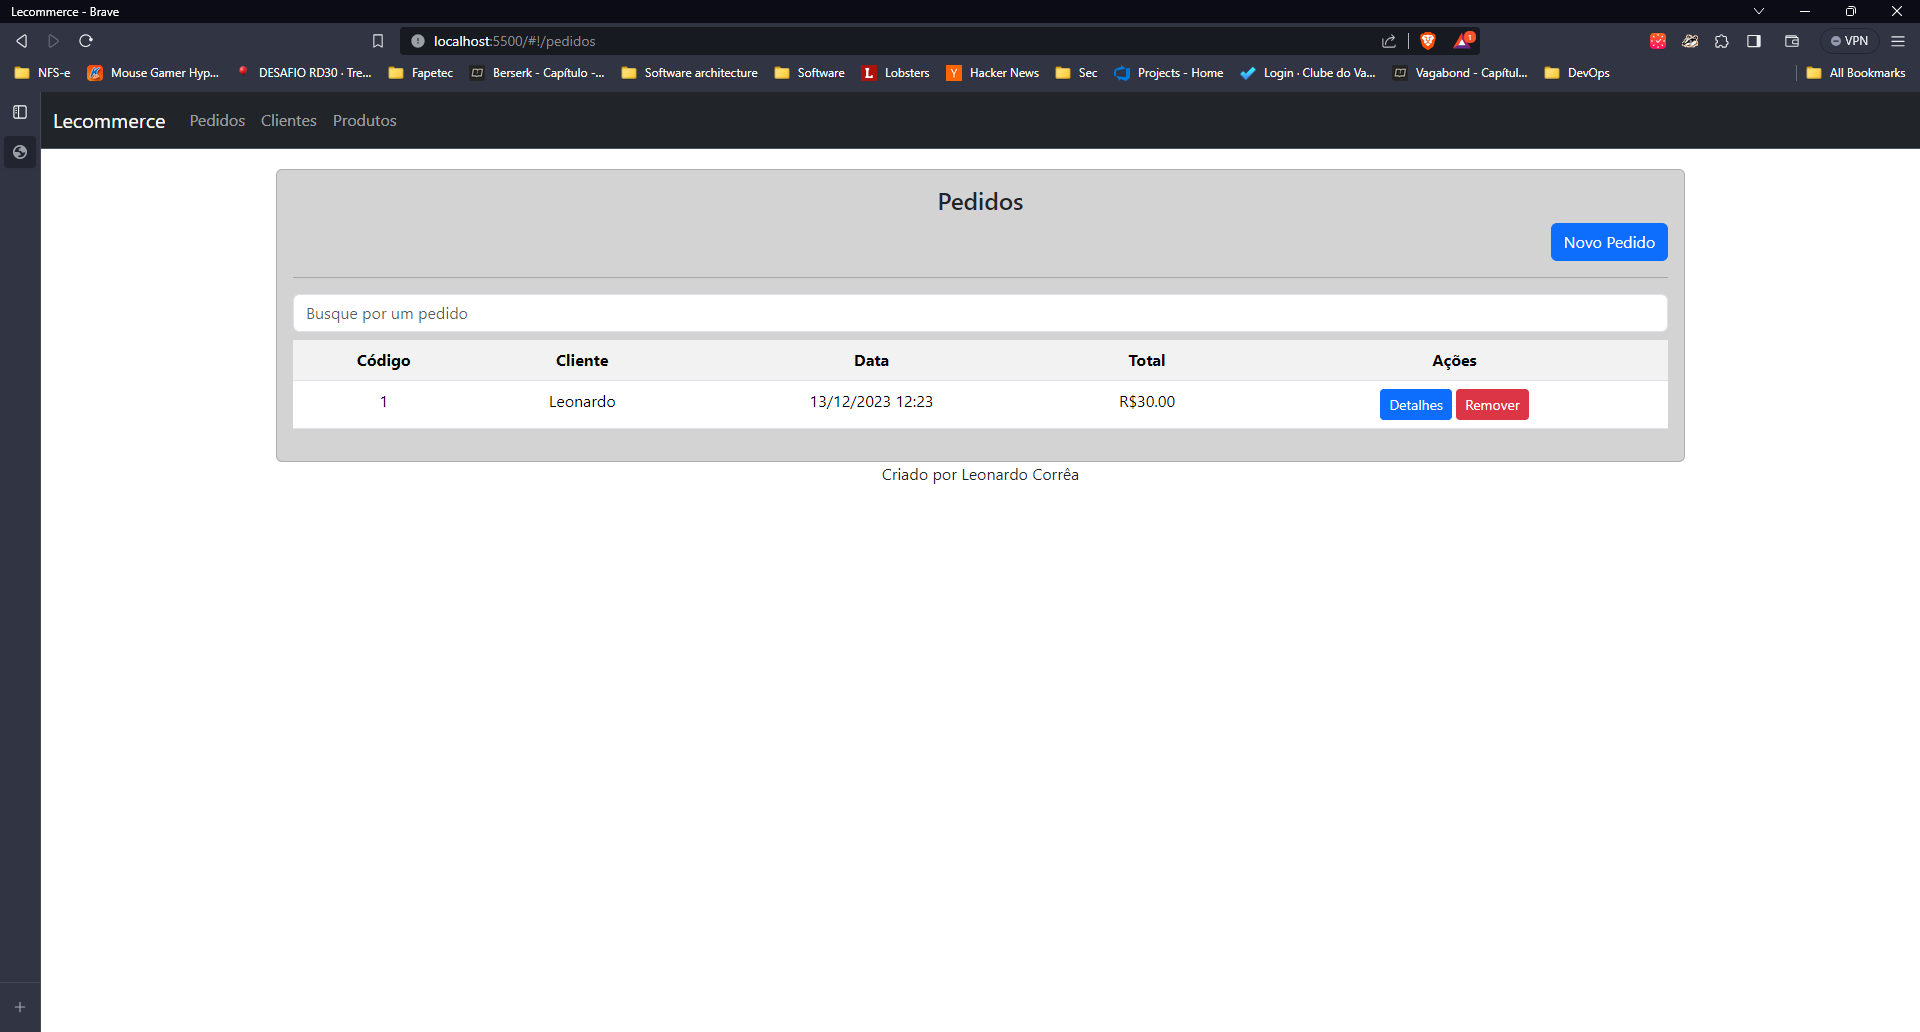 Lecommerce - Brave
localhost:5500/#!/pedidos
1
VPN
NFS-e Mouse Gamer Hyp... DESAFIO RD30 · Tre... Fapetec Berserk - Capítulo -... Software architecture Software L Lobsters Y Hacker News Sec Projects - Home Login · Clube do Va... Vagabond - Capítul... DevOps All Bookmarks
Lecommerce Pedidos Clientes Produtos
Pedidos
Novo Pedido
Busque por um pedido
Código Cliente Data Total Ações
1 Leonardo 13/12/2023 12:23 R$30.00 Detalhes Remover
Criado por Leonardo Corrêa